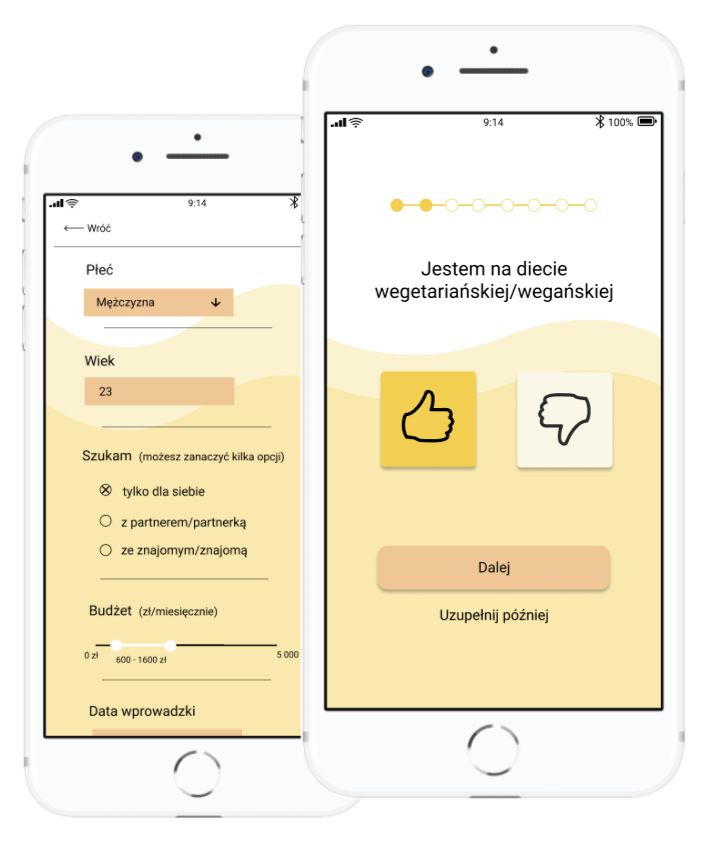 9:14
Wróć
Płeć
Mężczyzna
Wiek
23
Szukam (możesz zanaczyć kilka opcji)
tylko dla siebie
z partnerem/partnerką
ze znajomym/znajomą
Budżet (zł/miesięcznie)
0 zł
600 - 1600 zł
5 000
Data wprowadzki
9:14
100%
Jestem na diecie
wegetariańskiej/wegańskiej
Dalej
Uzupełnij później